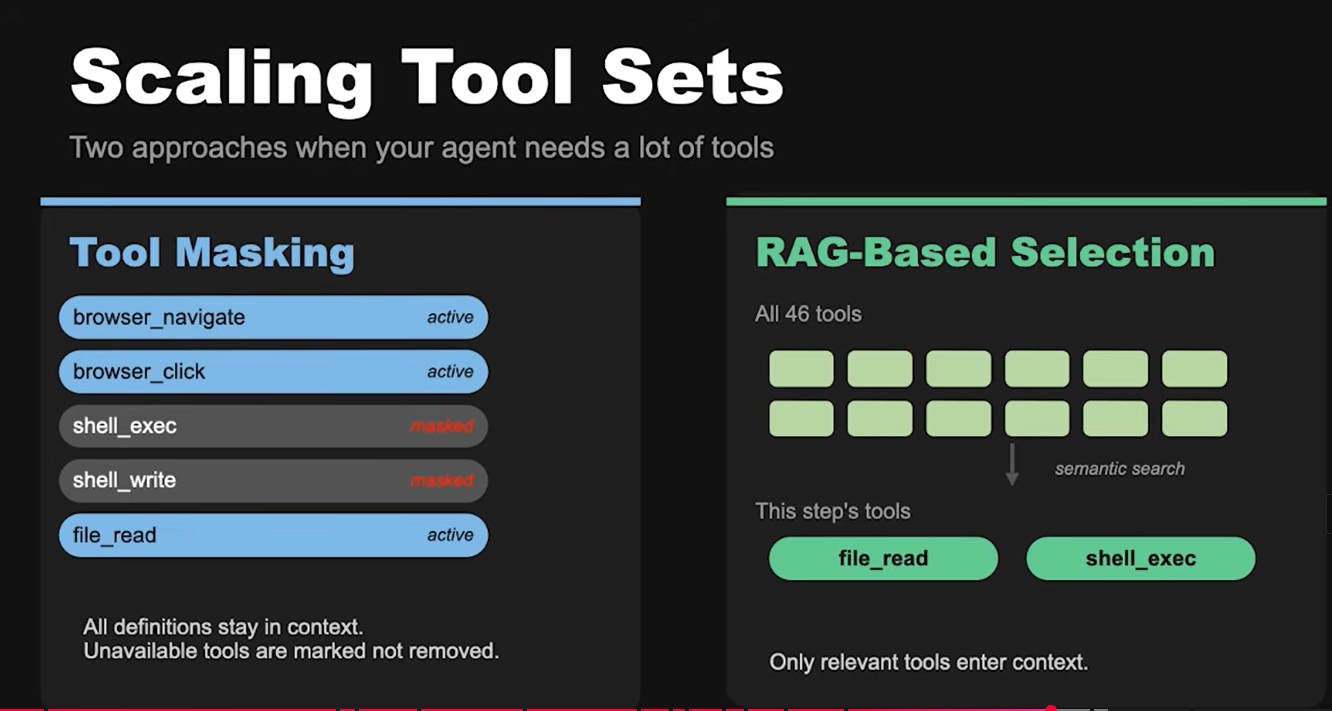 Scaling Tool Sets
Two approaches when your agent needs a lot of tools
Tool Masking
browser_navigate active
browser_click active
shell_exec masked
shell_write masked
file_read active
All definitions stay in context.
Unavailable tools are marked not removed.
RAG-Based Selection
All 46 tools
semantic search
This step's tools
file_read shell_exec
Only relevant tools enter context.